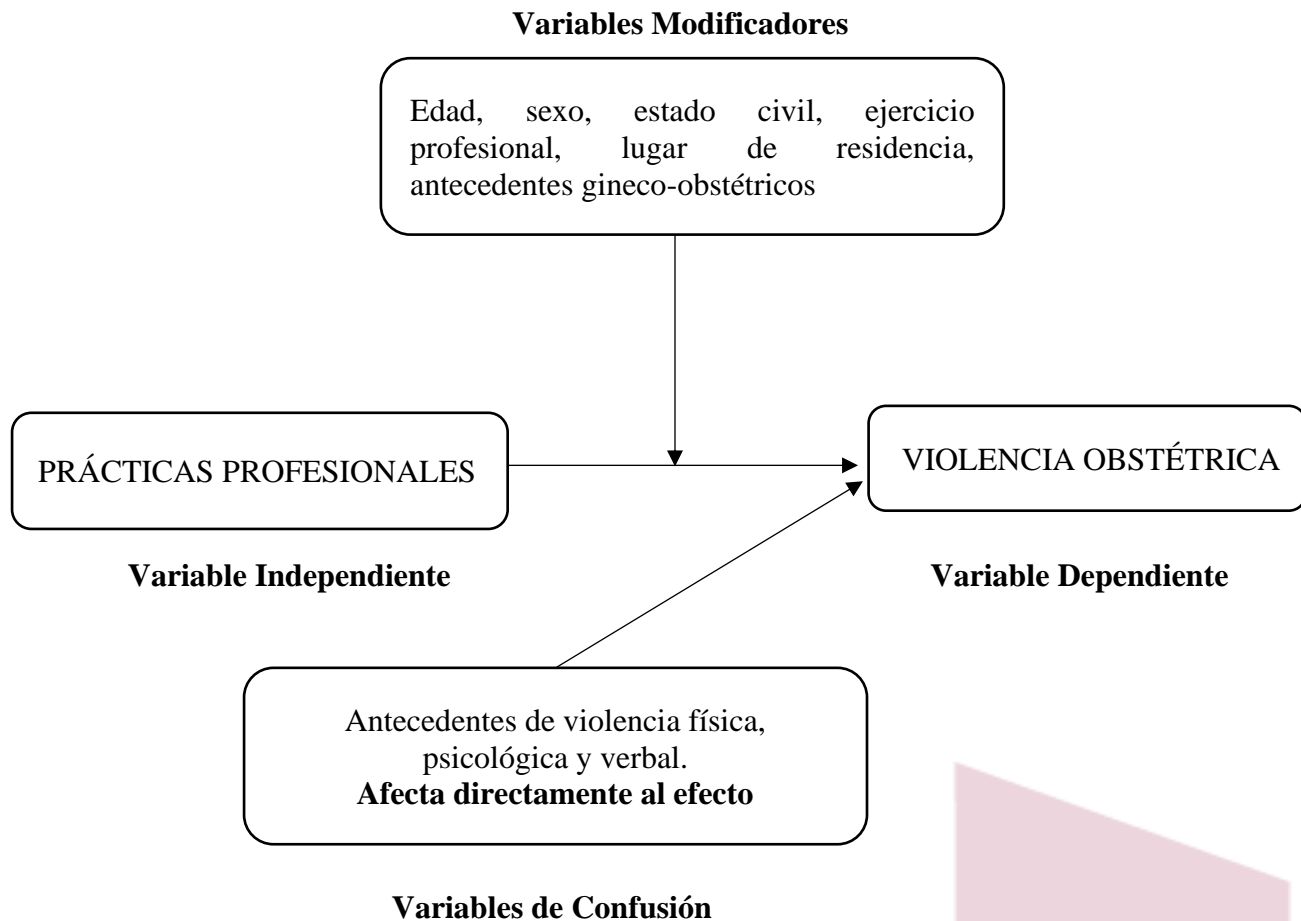 Variables Modificadores
Edad, sexo, estado civil, ejercicio
profesional, lugar de residencia,
antecedentes gineco-obstétricos
PRÁCTICAS PROFESIONALES
VIOLENCIA OBSTÉTRICA
Variable Independiente
Variable Dependiente
Antecedentes de violencia física,
psicológica y verbal.
Afecta directamente al efecto
Variables de Confusión